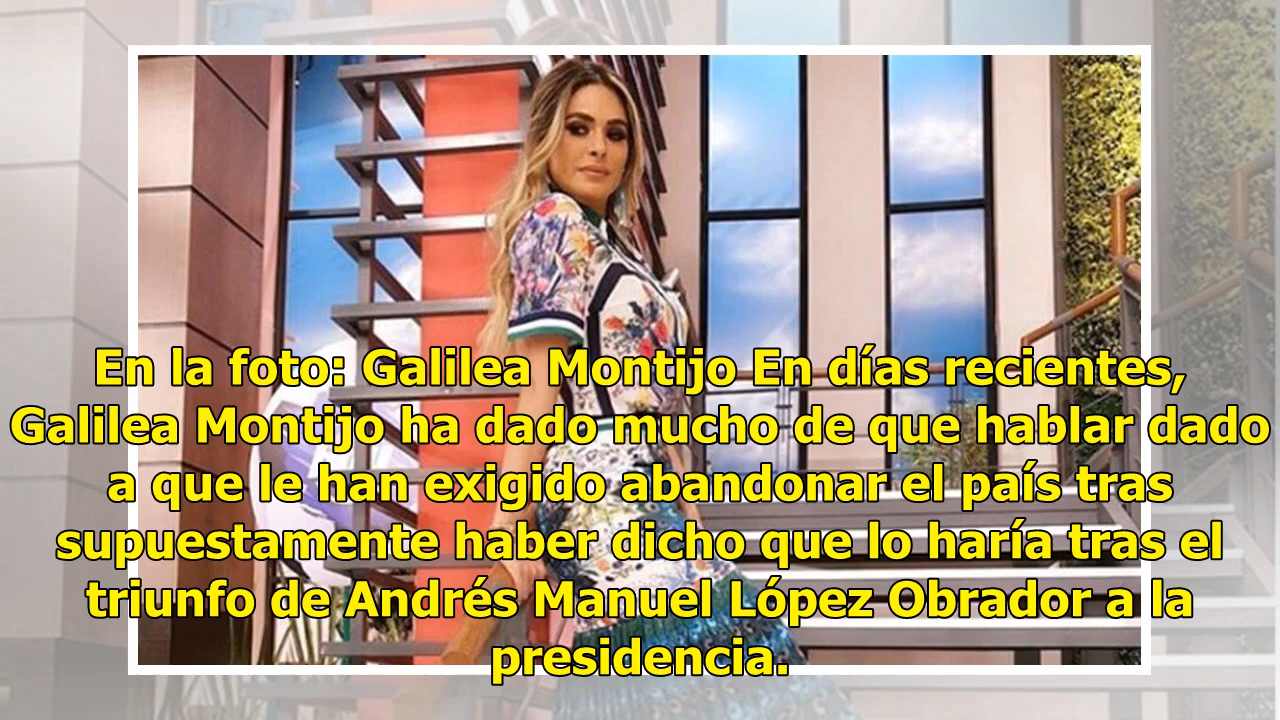 En la foto: Galilea Montijo En días recientes,
Galilea Montijo ha dado mucho de que hablar dado
a que le han exigido abandonar el país tras
supuestamente haber dicho que lo haría tras el
triunfo de Andrés Manuel López Obrador a la
presidencia.